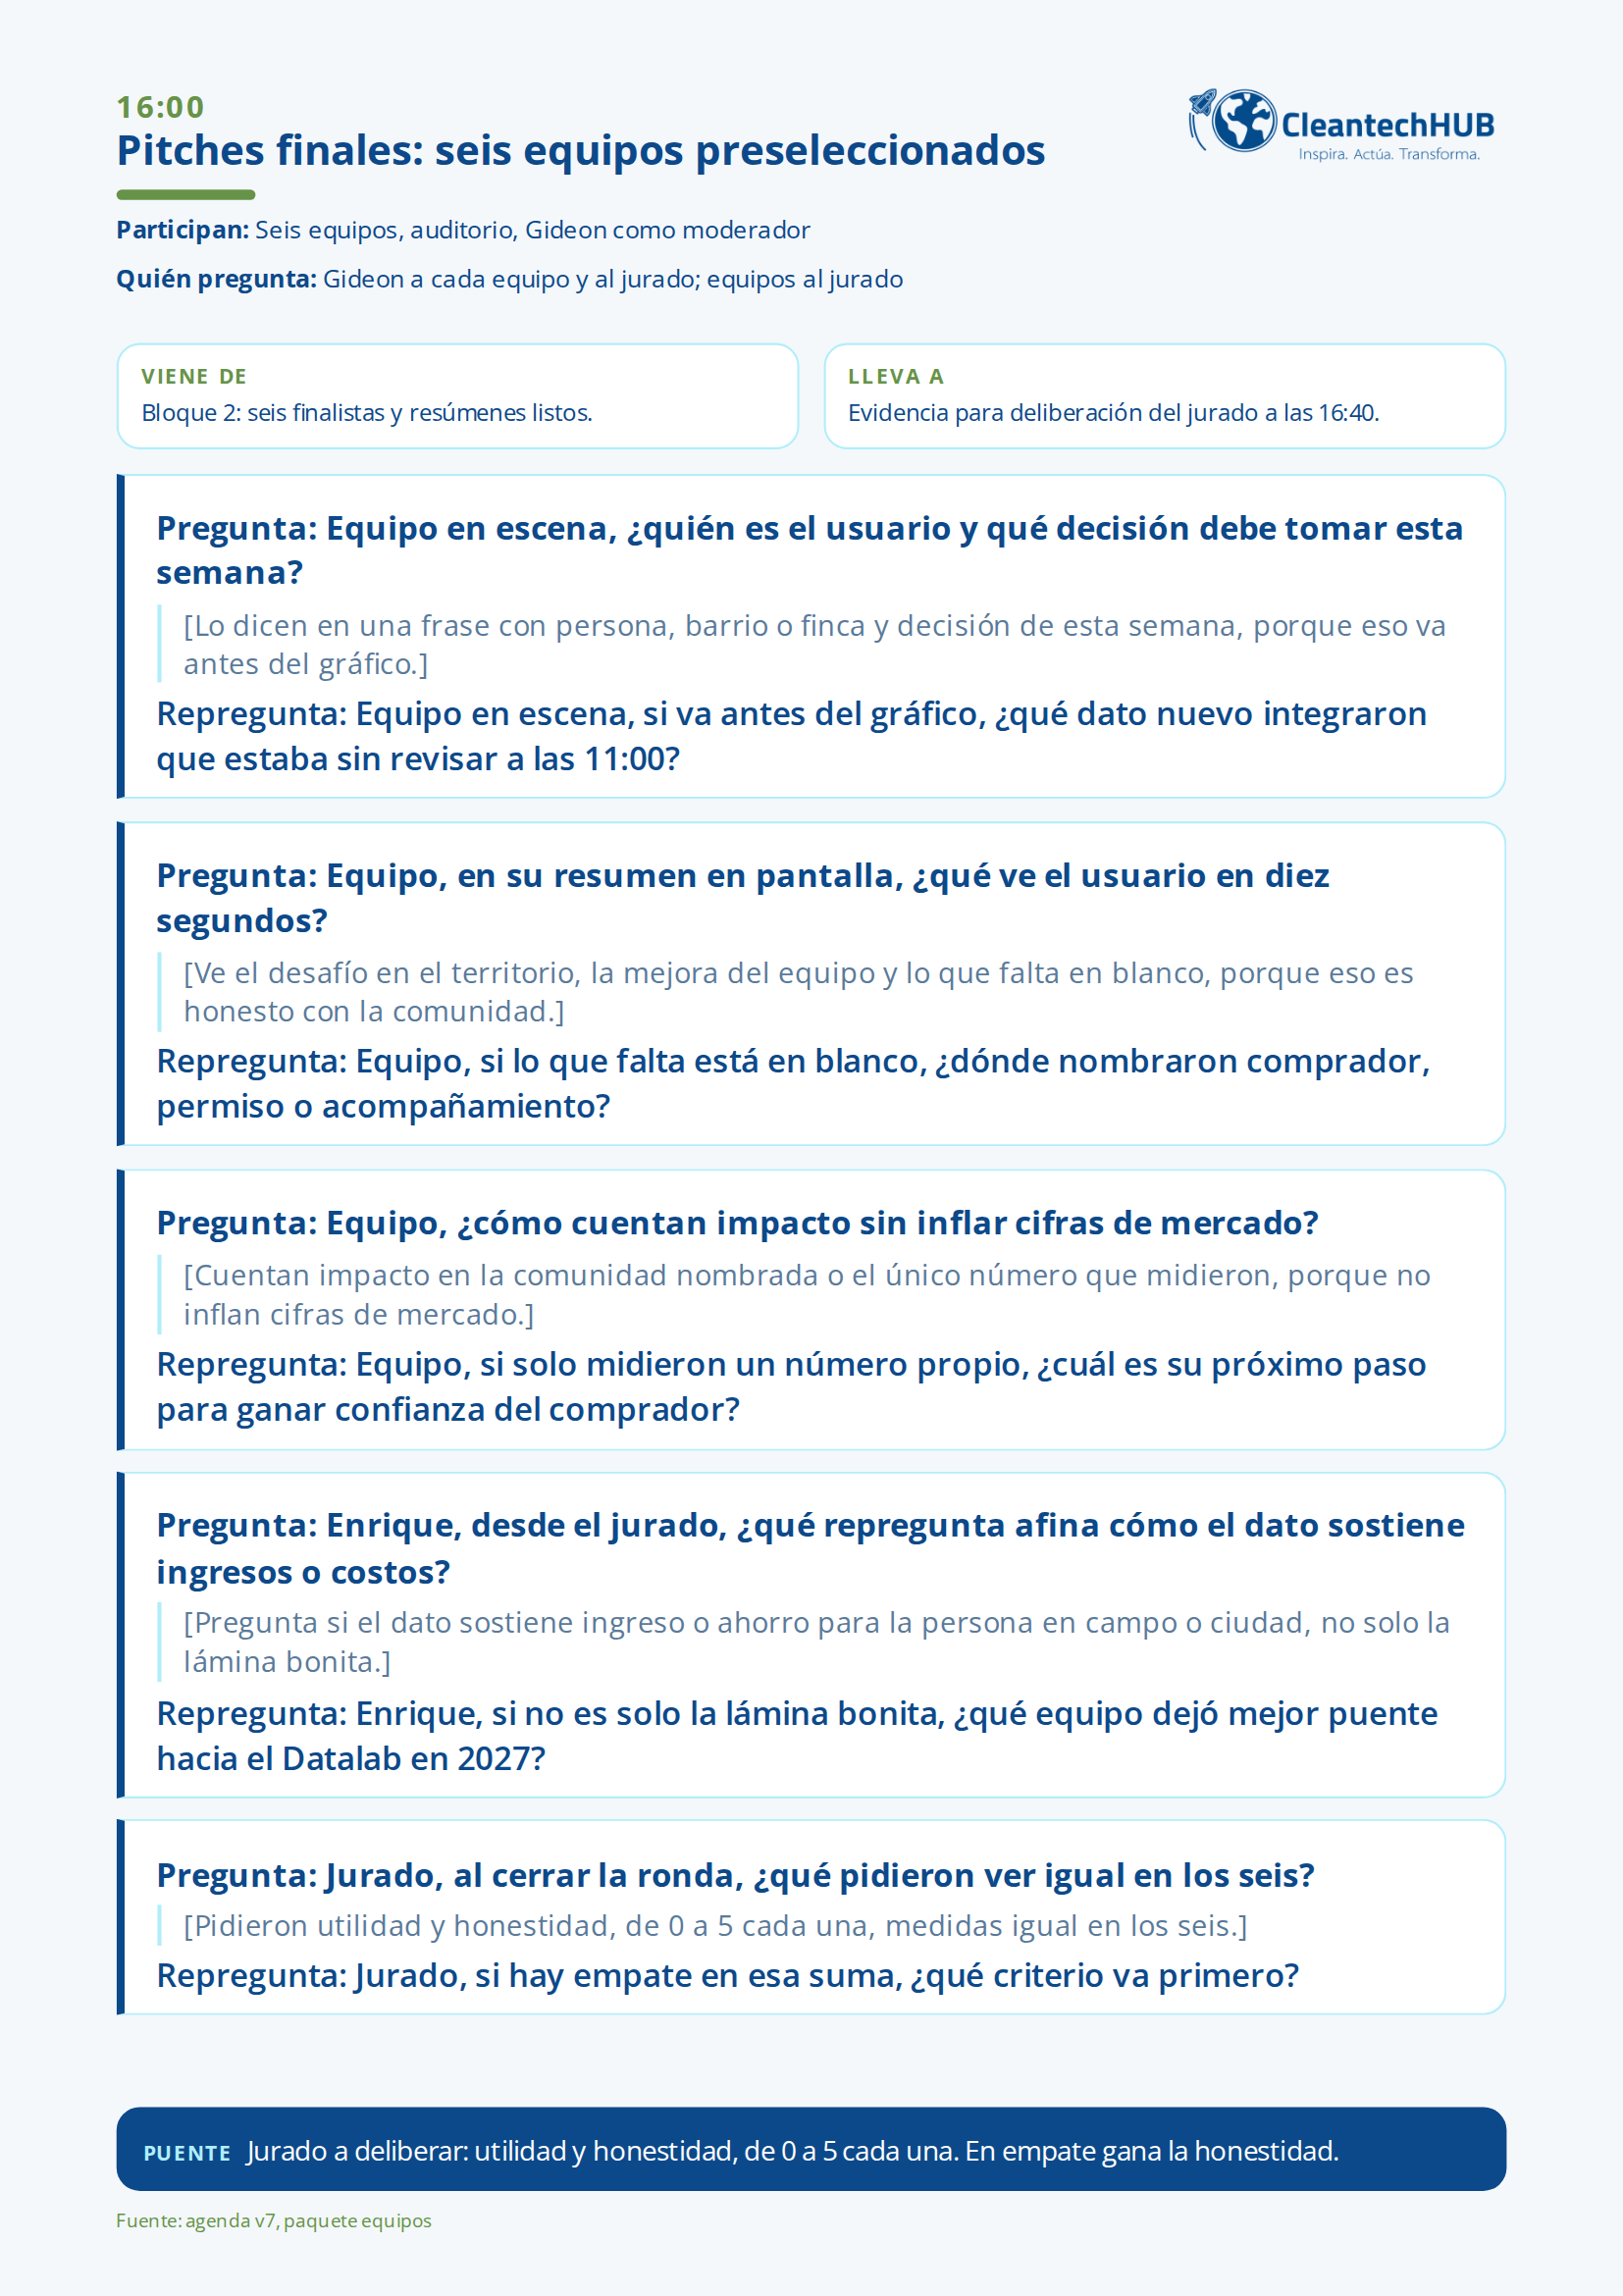 16:00
Pitches finales: seis equipos preseleccionados
CleantechHUB
Inspira. Actúa. Transforma.
Participan: Seis equipos, auditorio, Gideon como moderador
Quién pregunta: Gideon a cada equipo y al jurado; equipos al jurado
VIENE DE
Bloque 2: seis finalistas y resúmenes listos.
LLEVA A
Evidencia para deliberación del jurado a las 16:40.
Pregunta: Equipo en escena, ¿quién es el usuario y qué decisión debe tomar esta
semana?
[Lo dicen en una frase con persona, barrio o finca y decisión de esta semana, porque eso va
antes del gráfico.]
Repregunta: Equipo en escena, si va antes del gráfico, ¿qué dato nuevo integraron
que estaba sin revisar a las 11:00?
Pregunta: Equipo, en su resumen en pantalla, ¿qué ve el usuario en diez
segundos?
[Ve el desafío en el territorio, la mejora del equipo y lo que falta en blanco, porque eso es
honesto con la comunidad.]
Repregunta: Equipo, si lo que falta está en blanco, ¿dónde nombraron comprador,
permiso o acompañamiento?
Pregunta: Equipo, ¿cómo cuentan impacto sin inflar cifras de mercado?
[Cuentan impacto en la comunidad nombrada o el único número que midieron, porque no
inflan cifras de mercado.]
Repregunta: Equipo, si solo midieron un número propio, ¿cuál es su próximo paso
para ganar confianza del comprador?
Pregunta: Enrique, desde el jurado, ¿qué repregunta afina cómo el dato sostiene
ingresos o costos?
[Pregunta si el dato sostiene ingreso o ahorro para la persona en campo o ciudad, no solo la
lámina bonita.]
Repregunta: Enrique, si no es solo la lámina bonita, ¿qué equipo dejó mejor puente
hacia el Datalab en 2027?
Pregunta: Jurado, al cerrar la ronda, ¿qué pidieron ver igual en los seis?
[Pidieron utilidad y honestidad, de 0 a 5 cada una, medidas igual en los seis.]
Repregunta: Jurado, si hay empate en esa suma, ¿qué criterio va primero?
PUENTE Jurado a deliberar: utilidad y honestidad, de 0 a 5 cada una. En empate gana la honestidad.
Fuente: agenda v7, paquete equipos